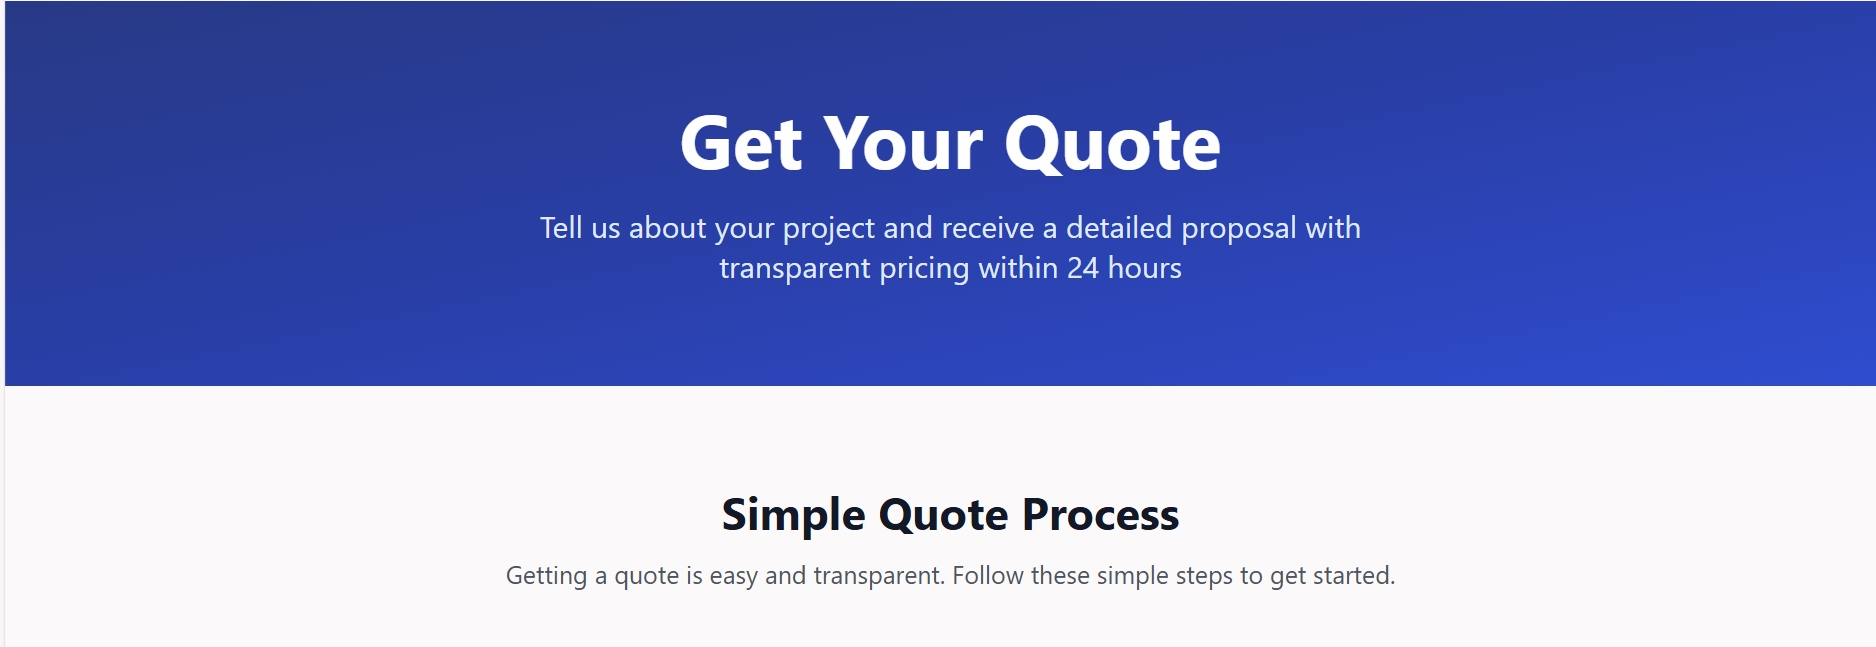 Get Your Quote
Tell us about your project and receive a detailed proposal with
transparent pricing within 24 hours
Simple Quote Process
Getting a quote is easy and transparent. Follow these simple steps to get started.